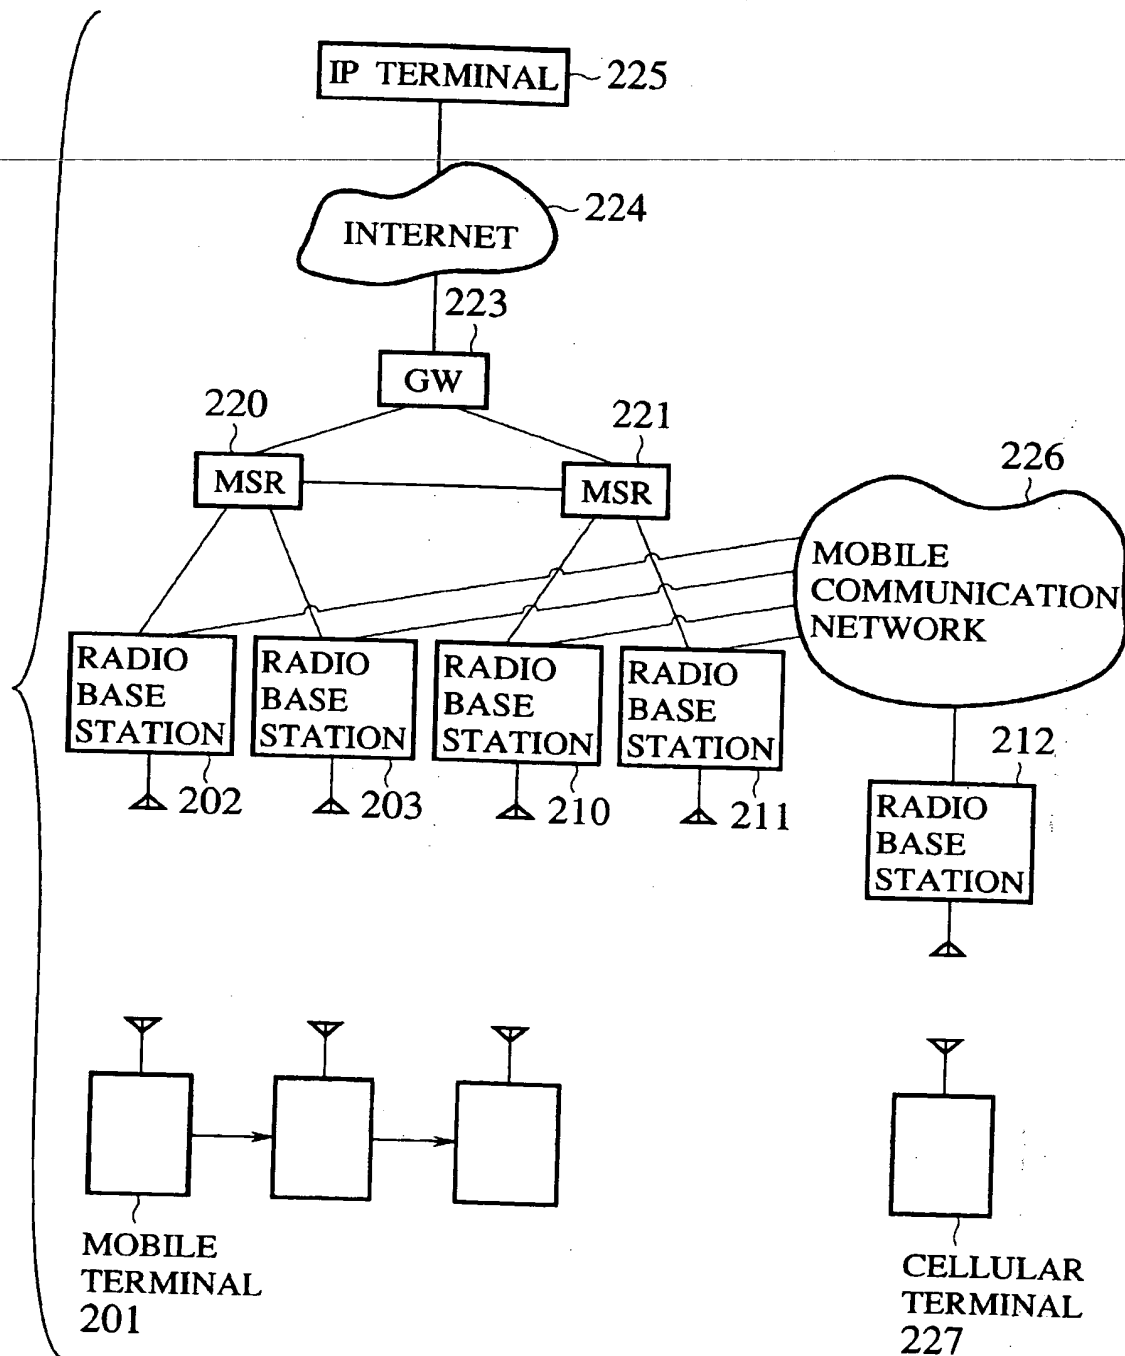 IP TERMINAL
225
INTERNET
224
223
GW
220
MSR
221
MSR
226
MOBILE
COMMUNICATION
NETWORK
RADIO
BASE
STATION
202
RADIO
BASE
STATION
203
RADIO
BASE
STATION
210
RADIO
BASE
STATION
211
212
RADIO
BASE
STATION
MOBILE
TERMINAL
201
CELLULAR
TERMINAL
227